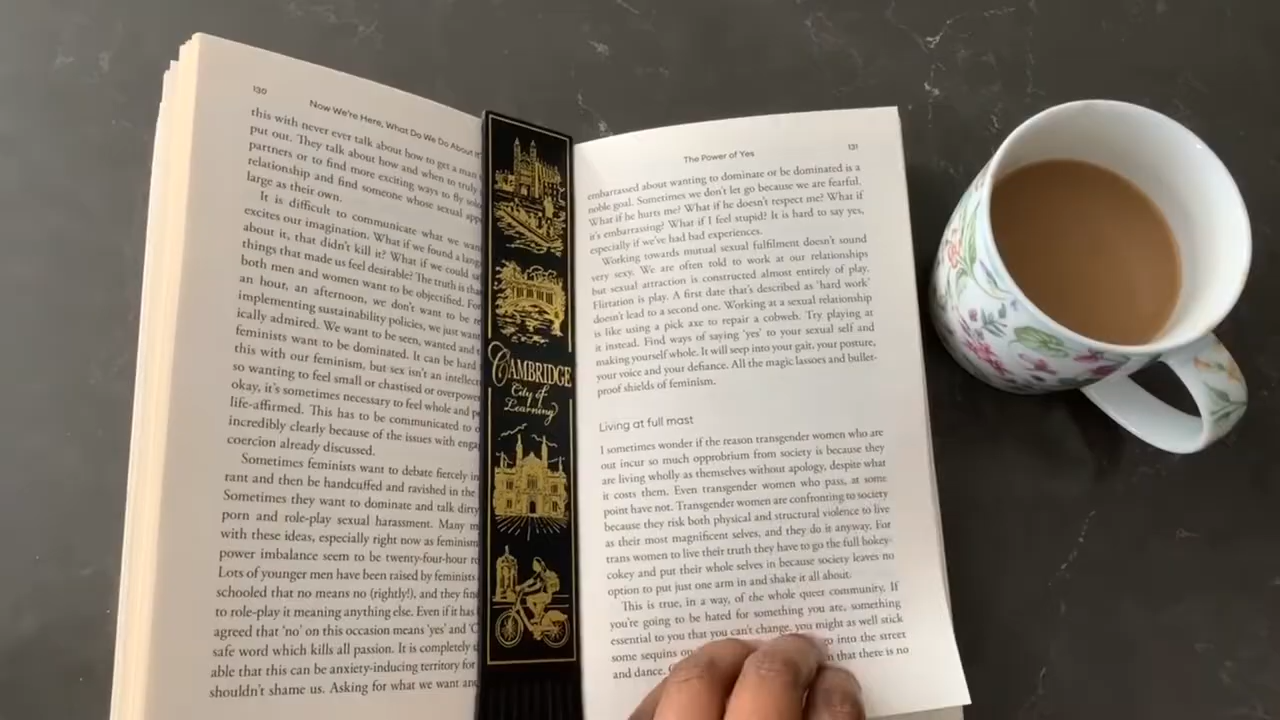 130
Now We're Here, What Do We Do About It
this with never ever talk about how to get a man
put out. They talk about how and when to truly
partners or to find more exciting ways to fly solo
relationship and find someone whose sexual
large as their own.
It is difficult to communicate what we
excites our imagination. What if we found a
about it, that didn't kill it? What if we could
things that made us feel desirable? The truth is
both men and women want to be objectified. For
an hour, an afternoon, we don't want to be
implementing sustainability policies, we just
ically admired. We want to be seen, wanted
feminists want to be dominated. It can be hard
this with our feminism, but sex isn't an
so wanting to feel small or chastised or
okay, it's sometimes necessary to feel whole and
life-affirmed. This has to be communicated to
incredibly clearly because of the issues with
coercion already discussed.
Sometimes feminists want to debate fiercely in
rant and then be handcuffed and ravished in the
Sometimes they want to dominate and talk dirty
porn and role-play sexual harassment. Many
with these ideas, especially right now as feminism
power imbalance seem to be twenty-four-hour
Lots of younger men have been raised by feminists
schooled that no means no (rightly!), and they
to role-play it meaning anything else. Even if it has
agreed that 'no' on this occasion means 'yes' and
safe word which kills all passion. It is completely
able that this can be anxiety-inducing territory for
shouldn't shame us. Asking for what we want and
CAMBRIDGE
City of
Learning
The Power of Yes
131
embarrassed about wanting to dominate or be dominated is a
noble goal. Sometimes we don't let go because we are fearful.
What if he hurts me? What if he doesn't respect me? What if
it's embarrassing? What if I feel stupid? It is hard to say yes,
especially if we've had bad experiences.
Working towards mutual sexual fulfilment doesn't sound
very sexy. We are often told to work at our relationships
but sexual attraction is constructed almost entirely of play.
Flirtation is play. A first date that's described as 'hard work'
doesn't lead to a second one. Working at a sexual relationship
is like using a pick axe to repair a cobweb. Try playing at
it instead. Find ways of saying 'yes' to your sexual self and
making yourself whole. It will seep into your gait, your posture,
your voice and your defiance. All the magic lassoes and bullet-
proof shields of feminism.
Living at full mast
I sometimes wonder if the reason transgender women who are
out incur so much opprobrium from society is because they
are living wholly as themselves without apology, despite what
it costs them. Even transgender women who pass, at some
point have not. Transgender women are confronting to society
because they risk both physical and structural violence to live
as their most magnificent selves, and they do it anyway. For
trans women to live their truth they have to go the full hokey-
cokey and put their whole selves in because society leaves no
option to put just one arm in and shake it all about.
This is true, in a way, of the whole queer community. If
you're going to be hated for something you are, something
essential to you that you can't change, you might as well stick
some sequins on go into the street
and dance. that there is no